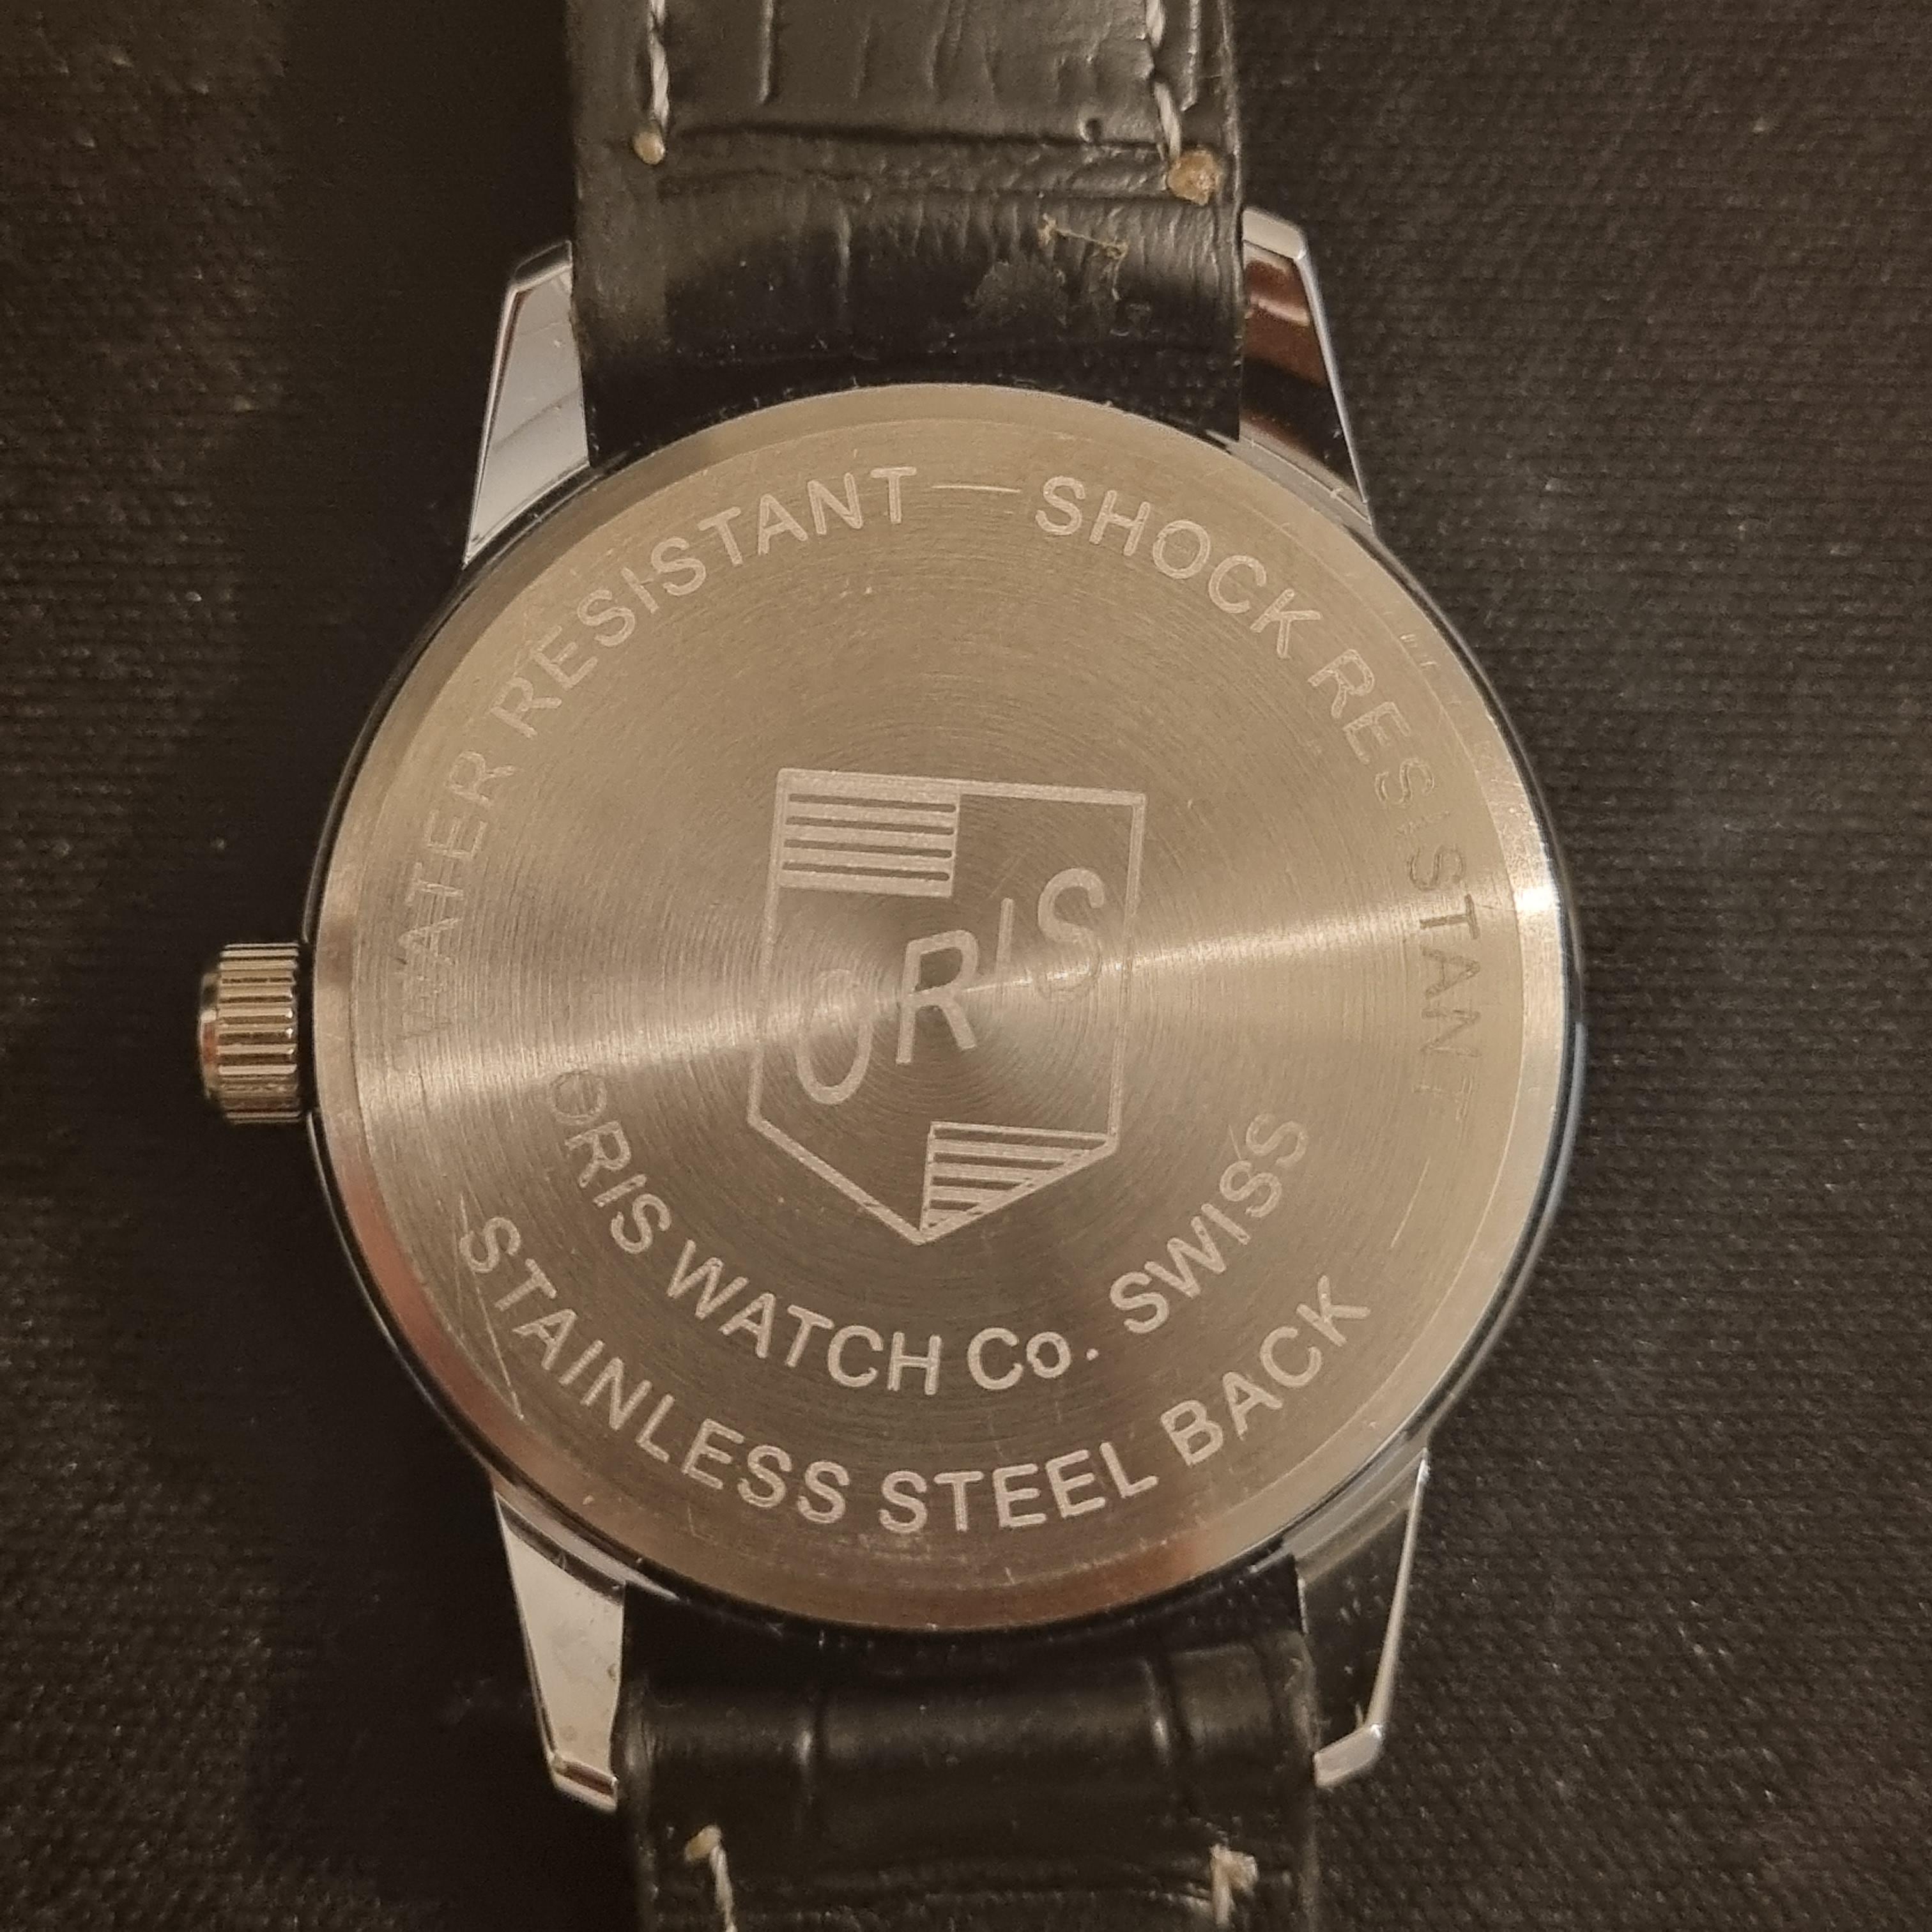 WATER RESISTANT — SHOCK RESISTANT —
ORIS
ORIS WATCH Co. SWISS
STAINLESS STEEL BACK